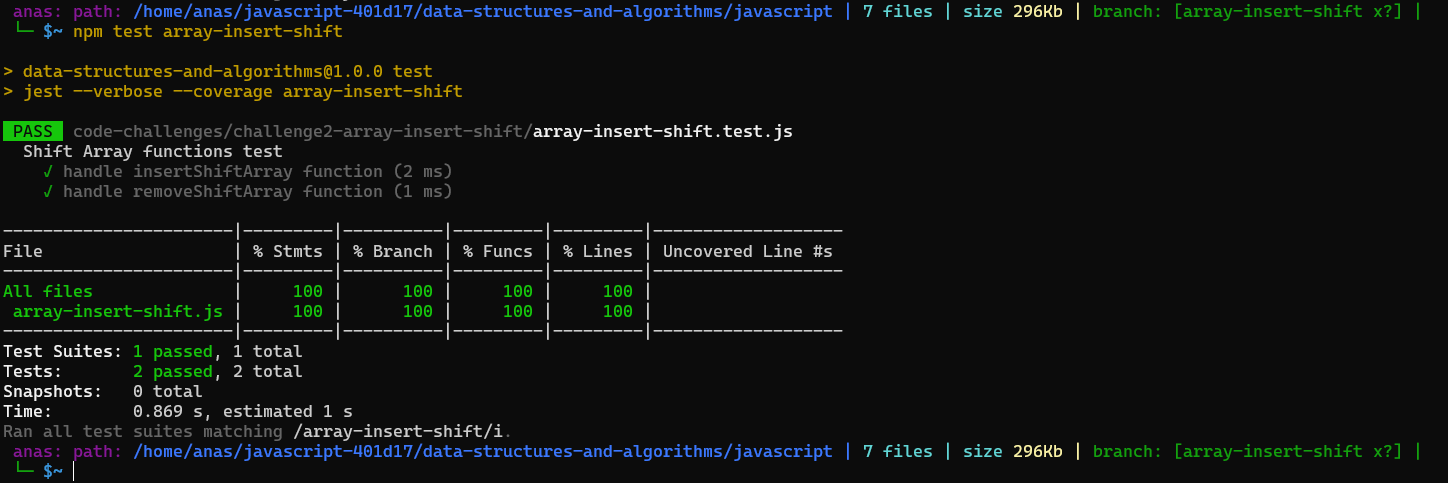 anas: path: /home/anas/javascript-401d17/data-structures-and-algorithms/javascript | 7 files | size 296Kb | branch: [array-insert-shift x?] |
└─ $~ npm test array-insert-shift
> data-structures-and-algorithms@1.0.0 test
> jest --verbose --coverage array-insert-shift
PASS code-challenges/challenge2-array-insert-shift/array-insert-shift.test.js
Shift Array functions test
√ handle insertShiftArray function (2 ms)
√ handle removeShiftArray function (1 ms)
-----------------------|---------|----------|---------|---------|-------------------
File                   | % Stmts | % Branch | % Funcs | % Lines | Uncovered Line #s
-----------------------|---------|----------|---------|---------|-------------------
All files              |     100 |      100 |     100 |     100 |
 array-insert-shift.js |     100 |      100 |     100 |     100 |
-----------------------|---------|----------|---------|---------|-------------------
Test Suites: 1 passed, 1 total
Tests:       2 passed, 2 total
Snapshots:   0 total
Time:        0.869 s, estimated 1 s
Ran all test suites matching /array-insert-shift/i.
anas: path: /home/anas/javascript-401d17/data-structures-and-algorithms/javascript | 7 files | size 296Kb | branch: [array-insert-shift x?] |
└─ $~